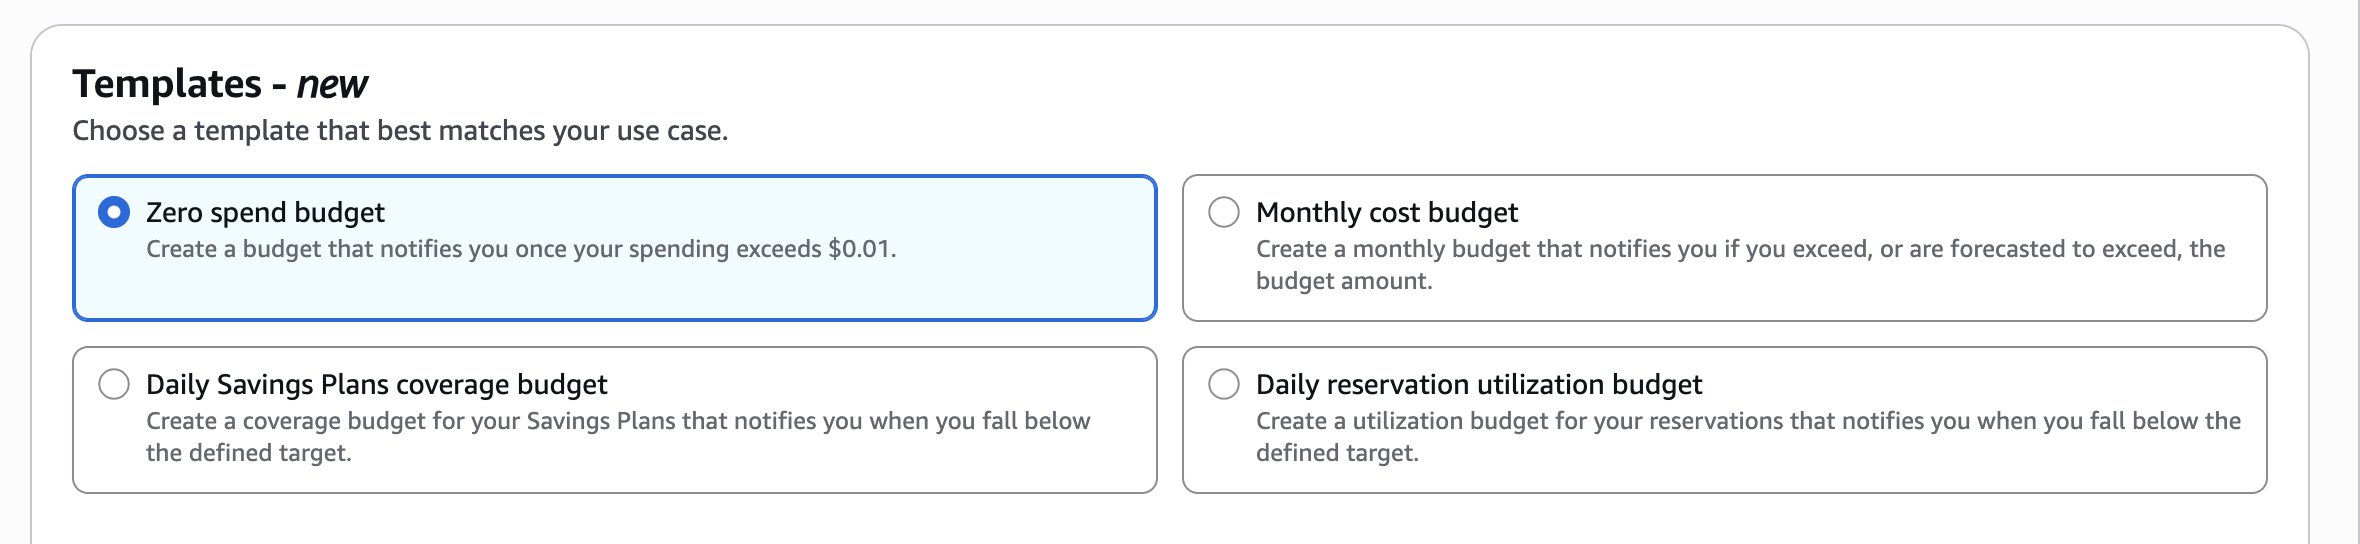 Templates - new
Choose a template that best matches your use case.
Zero spend budget
Create a budget that notifies you once your spending exceeds $0.01.
Monthly cost budget
Create a monthly budget that notifies you if you exceed, or are forecasted to exceed, the
budget amount.
Daily Savings Plans coverage budget
Create a coverage budget for your Savings Plans that notifies you when you fall below
the defined target.
Daily reservation utilization budget
Create a utilization budget for your reservations that notifies you when you fall below the
defined target.